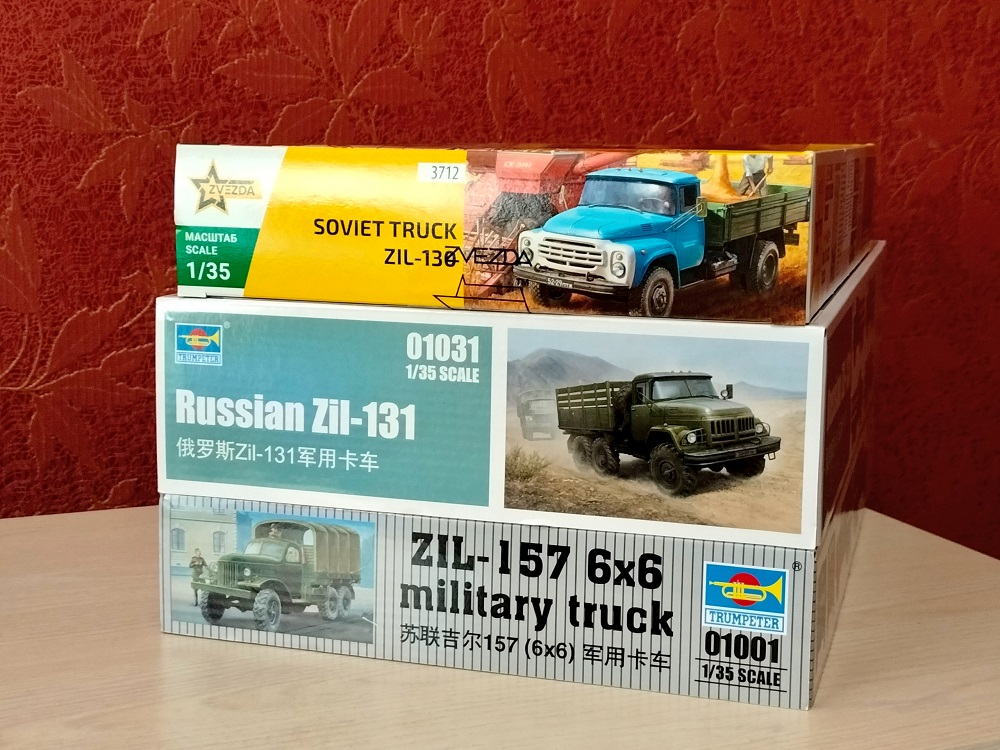 ZVEZDA
3712
МАСШТАБ
SCALE
1/35
SOVIET TRUCK
ZIL-130
ZVEZDA
TRUMPETER
®
01031
1/35 SCALE
Russian Zil-131
俄罗斯Zil-131军用卡车
ZIL-157 6x6
military truck
苏联吉尔157 (6x6) 军用卡车
®
TRUMPETER
01001
1/35 SCALE